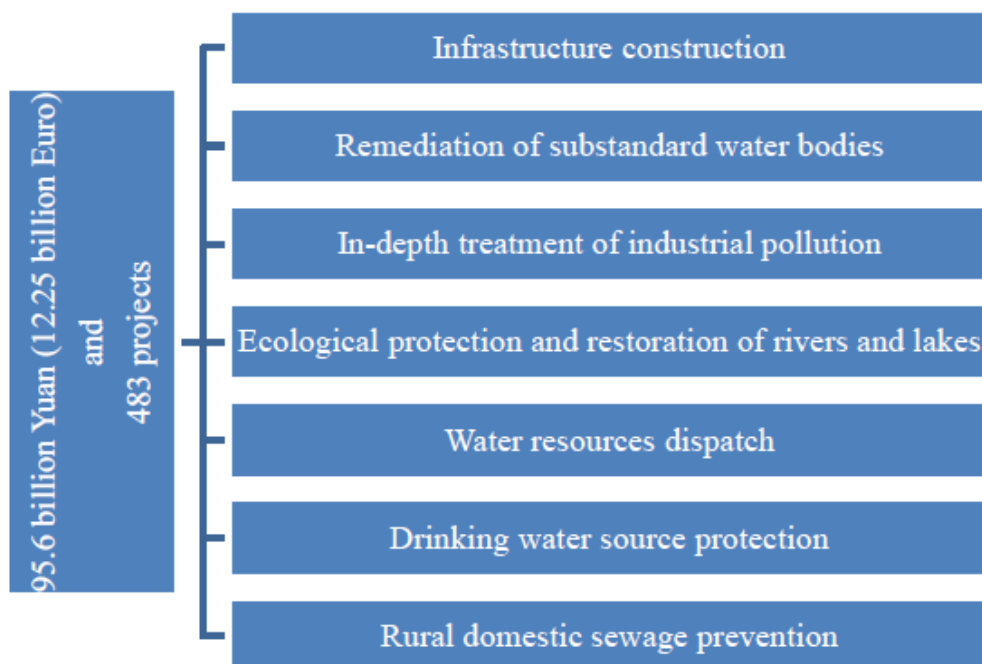 95.6 billion Yuan (12.25 billion Euro)
and
483 projects
Infrastructure construction
Remediation of substandard water bodies
In-depth treatment of industrial pollution
Ecological protection and restoration of rivers and lakes
Water resources dispatch
Drinking water source protection
Rural domestic sewage prevention